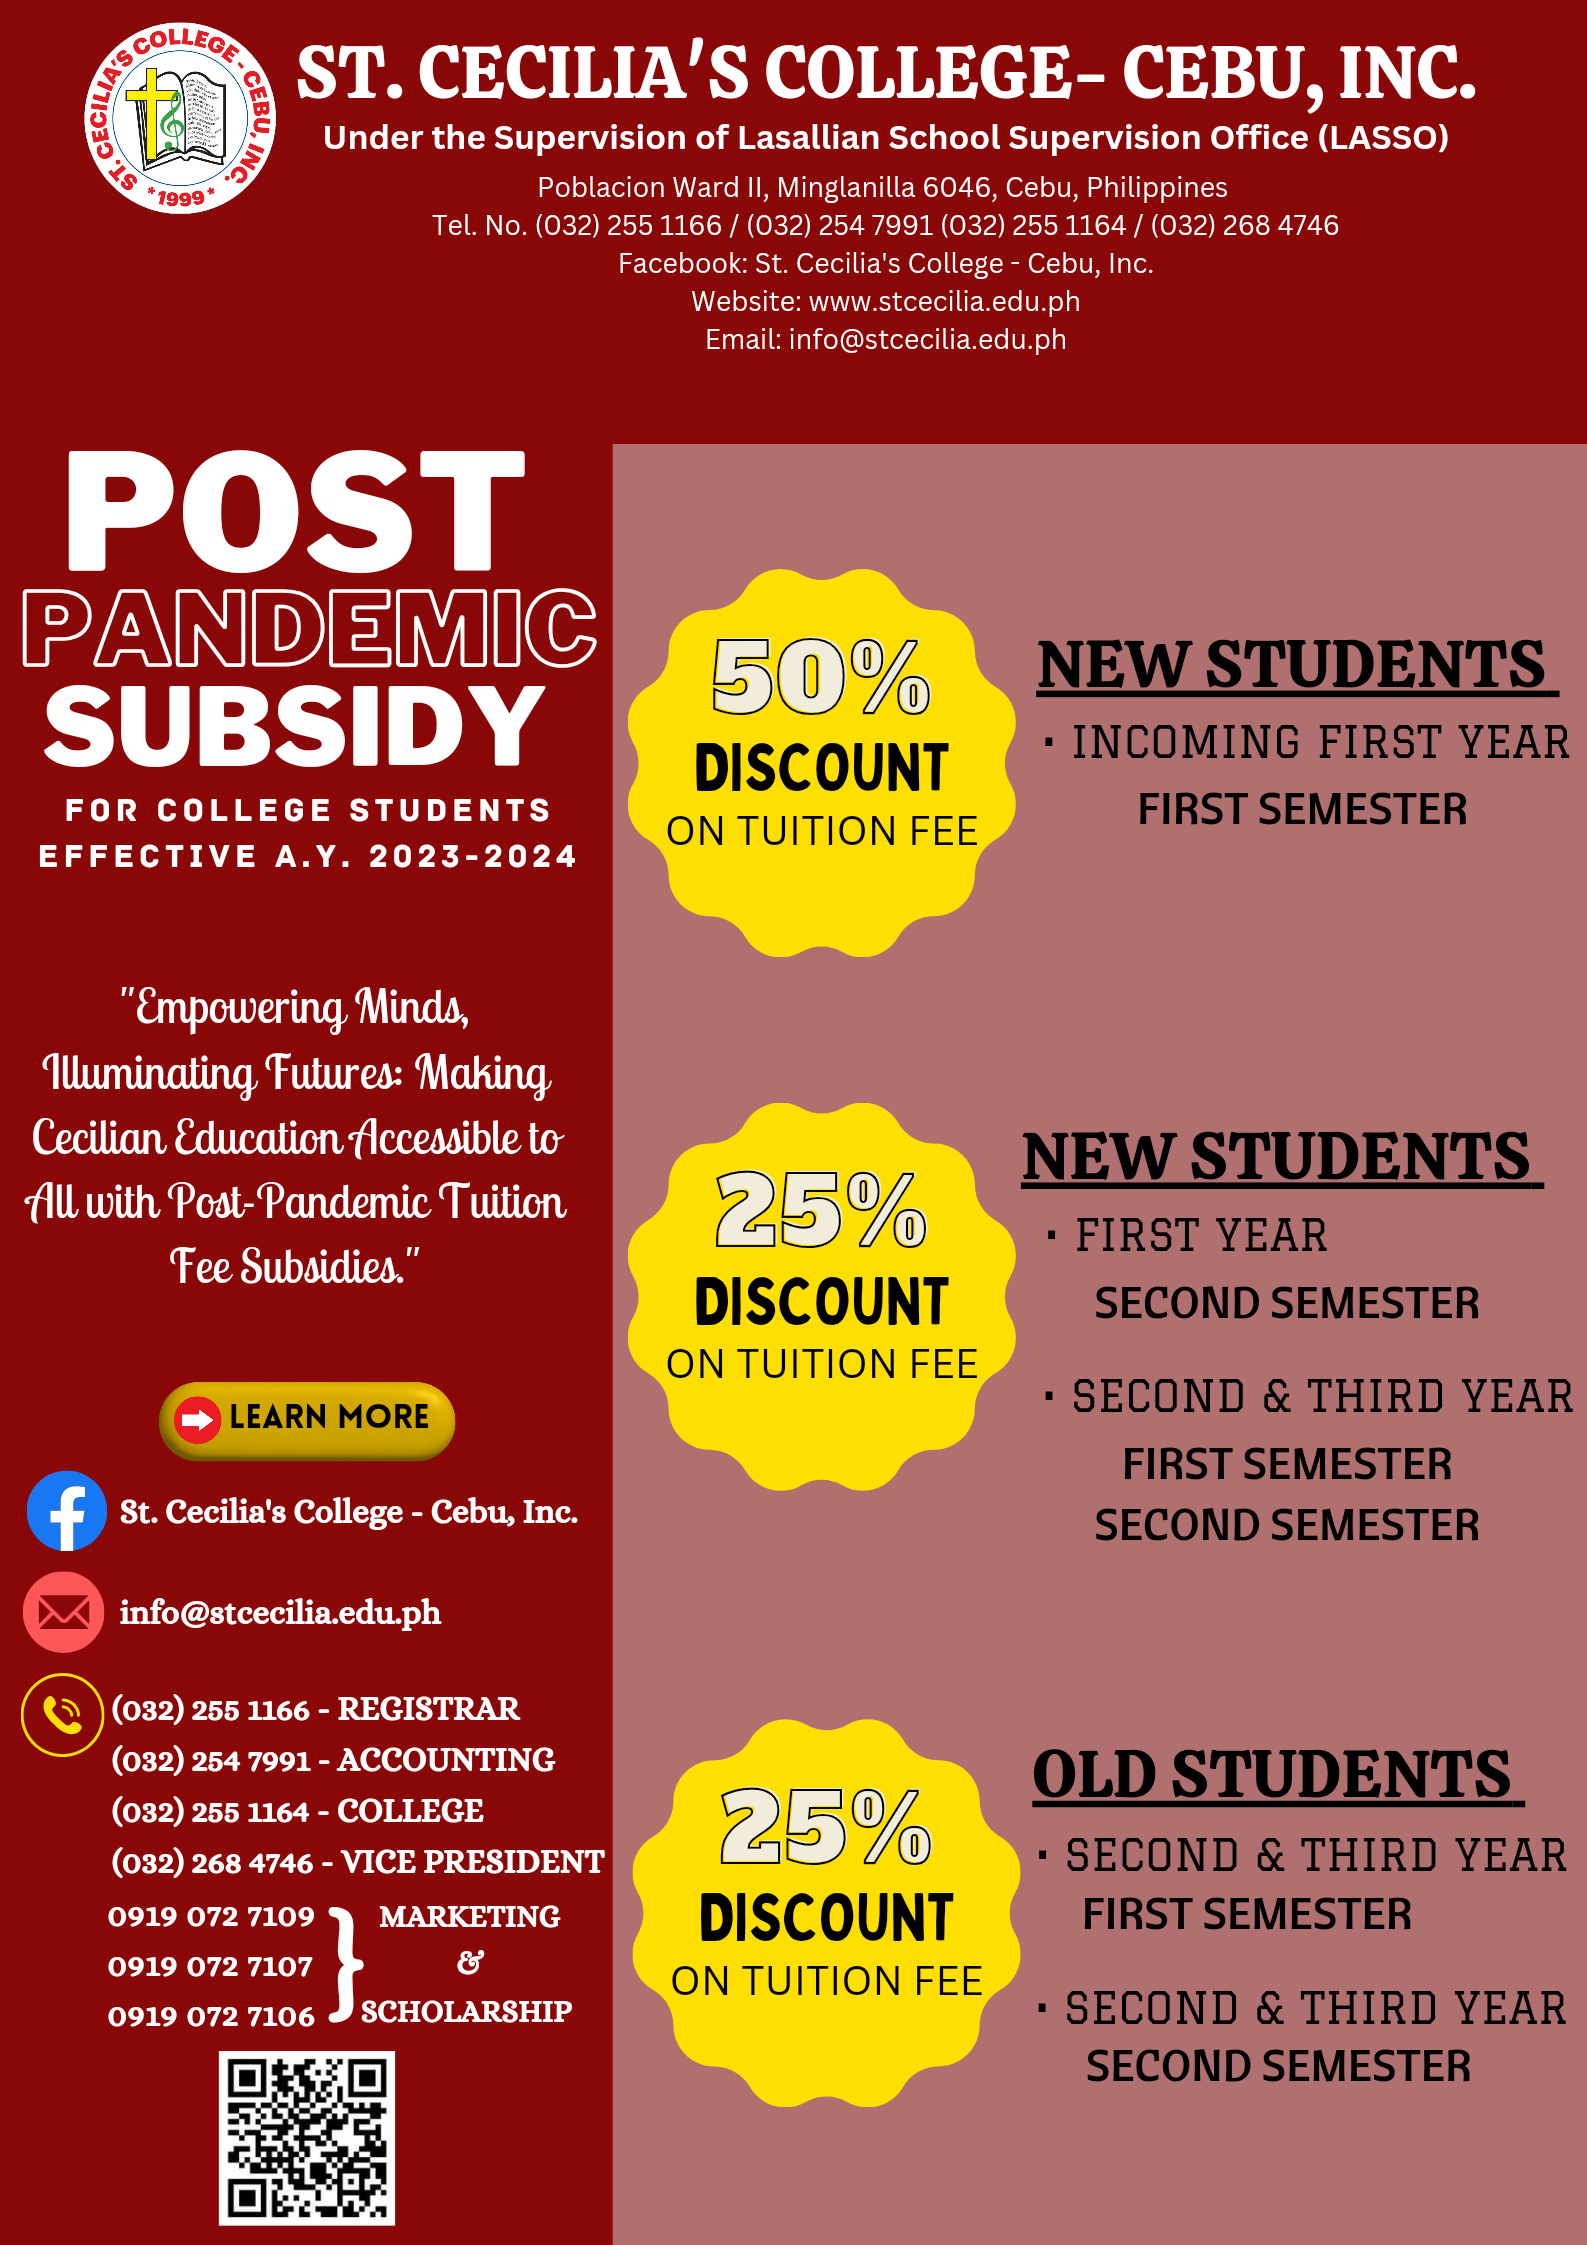 ST. CECILIA'S COLLEGE - CEBU, INC.
* 1999 *
ST. CECILIA'S COLLEGE- CEBU, INC.
Under the Supervision of Lasallian School Supervision Office (LASSO)
Poblacion Ward II, Minglanilla 6046, Cebu, Philippines
Tel. No. (032) 255 1166 / (032) 254 7991 (032) 255 1164 / (032) 268 4746
Facebook: St. Cecilia's College - Cebu, Inc.
Website: www.stcecilia.edu.ph
Email: info@stcecilia.edu.ph
POST
PANDEMIC
SUBSIDY
FOR COLLEGE STUDENTS
EFFECTIVE A.Y. 2023-2024
"Empowering Minds,
Illuminating Futures: Making
Cecilian Education Accessible to
All with Post-Pandemic Tuition
Fee Subsidies."
LEARN MORE
St. Cecilia's College - Cebu, Inc.
info@stcecilia.edu.ph
(032) 255 1166 - REGISTRAR
(032) 254 7991 - ACCOUNTING
(032) 255 1164 - COLLEGE
(032) 268 4746 - VICE PRESIDENT
0919 072 7109
0919 072 7107
0919 072 7106
}
MARKETING
&
SCHOLARSHIP
50%
DISCOUNT
ON TUITION FEE
NEW STUDENTS
· INCOMING FIRST YEAR
FIRST SEMESTER
25%
DISCOUNT
ON TUITION FEE
NEW STUDENTS
· FIRST YEAR
SECOND SEMESTER
· SECOND & THIRD YEAR
FIRST SEMESTER
SECOND SEMESTER
25%
DISCOUNT
ON TUITION FEE
OLD STUDENTS
· SECOND & THIRD YEAR
FIRST SEMESTER
· SECOND & THIRD YEAR
SECOND SEMESTER